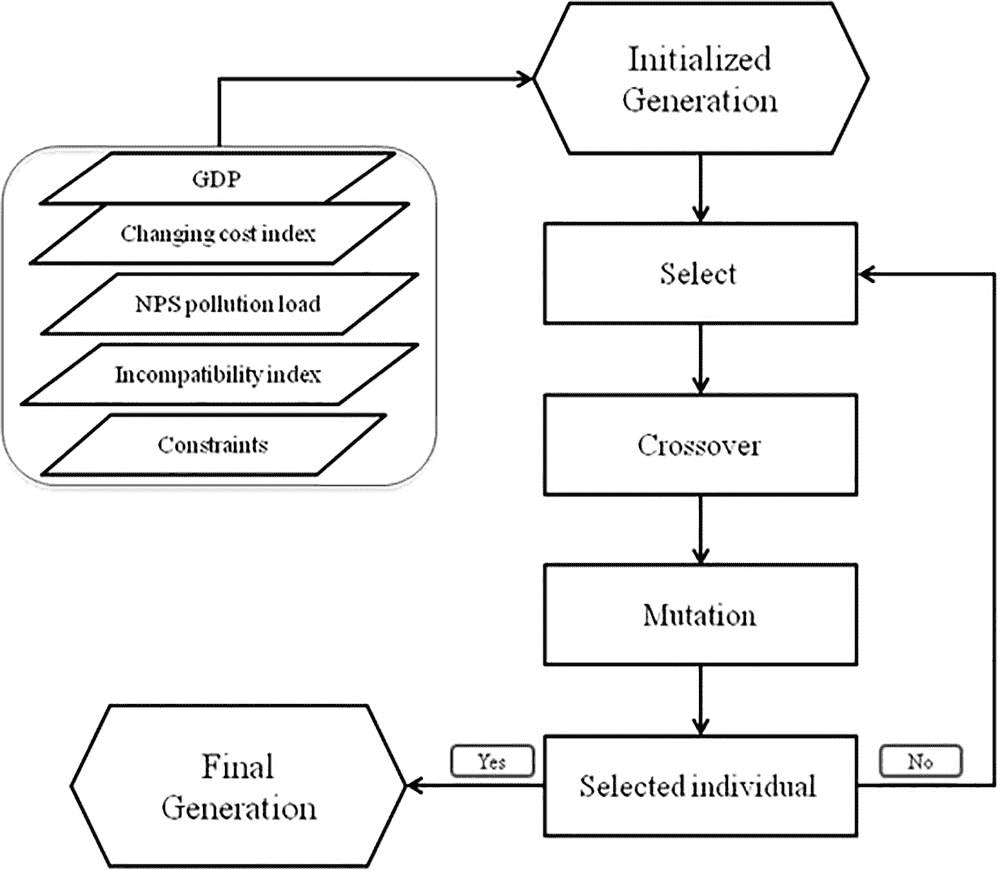 Initialized
Generation
GDP
Changing cost index
NPS pollution load
Incompatibility index
Constraints
Select
Crossover
Mutation
Selected individual
Yes
No
Final
Generation